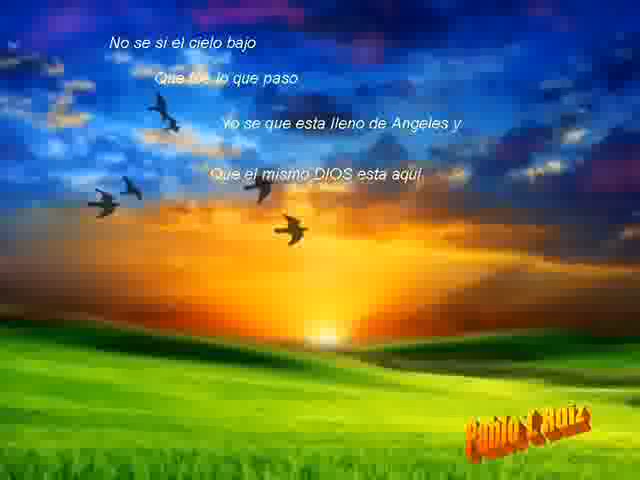 No se si el cielo bajo
Que fue lo que paso
Yo se que esta lleno de Angeles y
Que el mismo DIOS esta aqui
Ruiz